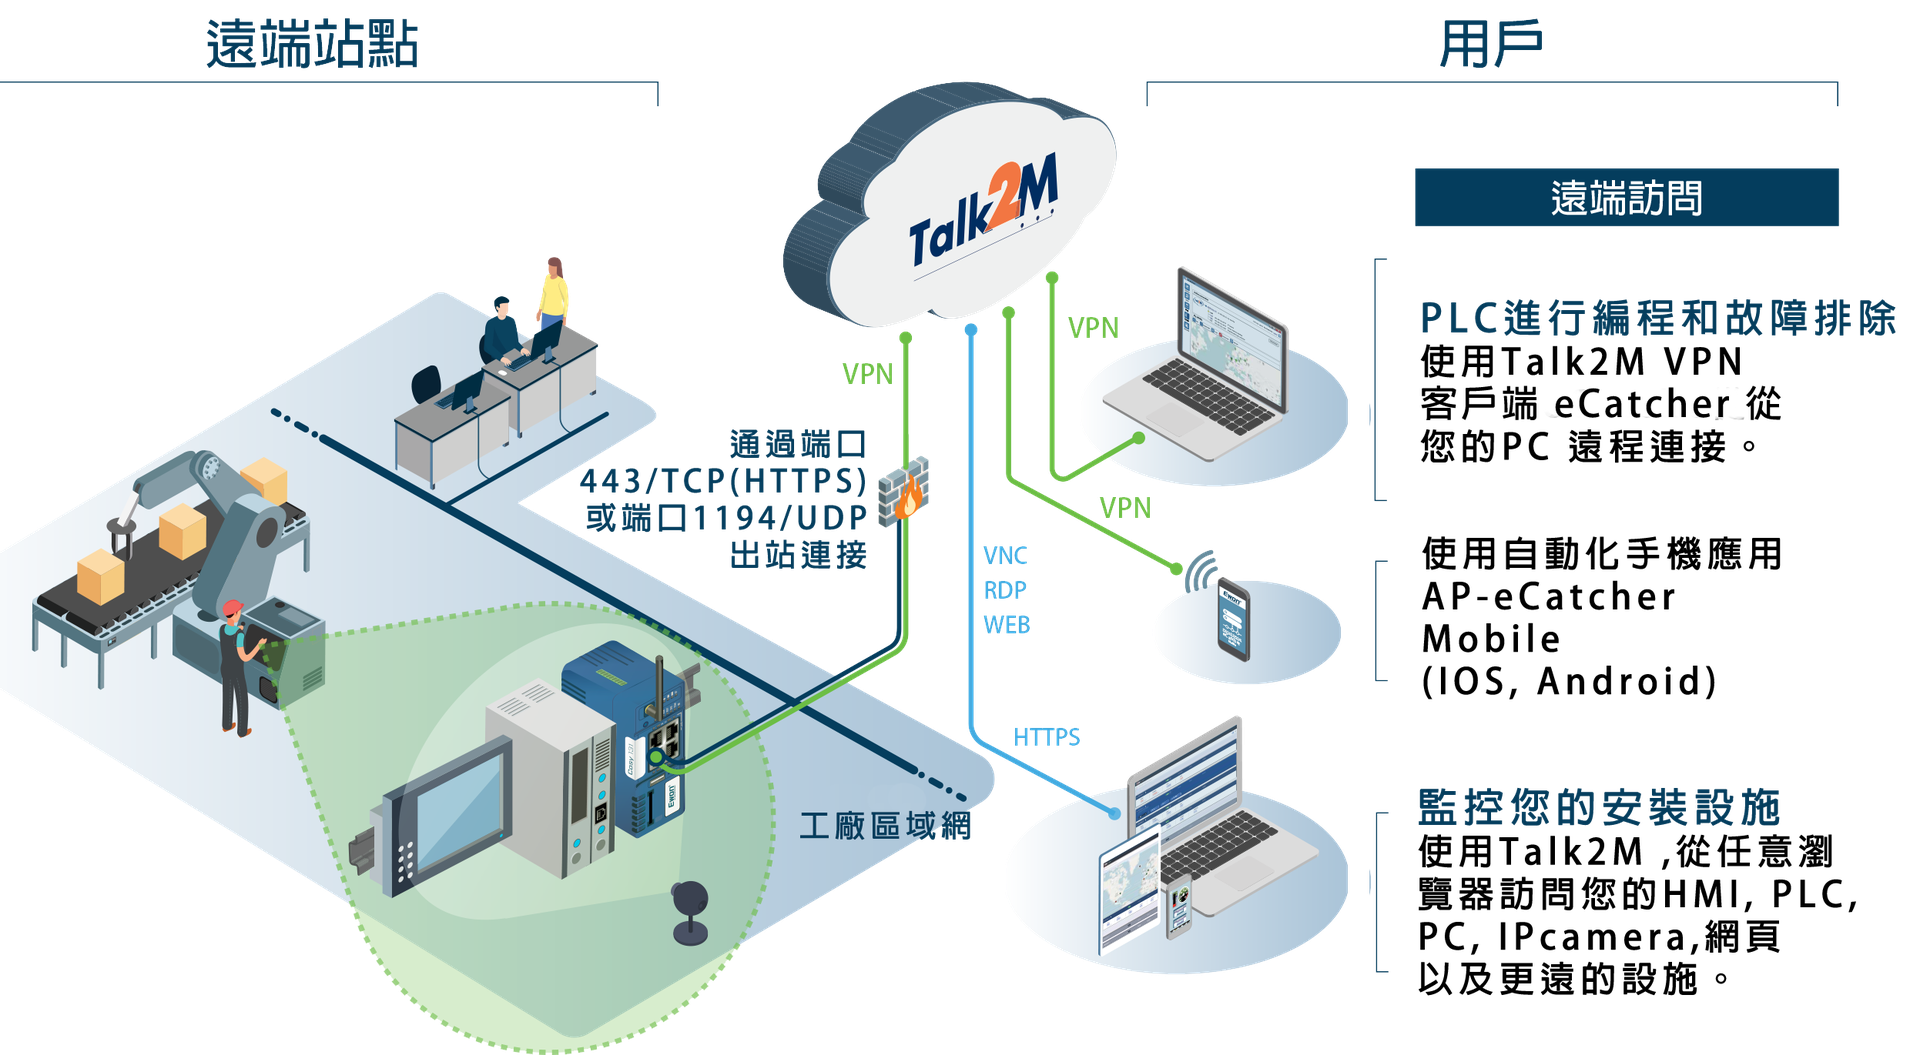 遠端站點
用戶
Talk2M
遠端訪問
VPN
VPN
VPN
通過端口
443/TCP(HTTPS)
或端口1194/UDP
出站連接
VNC
RDP
WEB
HTTPS
工廠區域網
Cosy 131
Ewon
Ewon
PLC進行編程和故障排除
使用Talk2M VPN
客戶端 eCatcher 從
您的PC 遠程連接。
使用自動化手機應用
AP-eCatcher
Mobile
(IOS, Android)
監控您的安裝設施
使用Talk2M ,從任意瀏
覽器訪問您的HMI, PLC,
PC, IPcamera,網頁
以及更遠的設施。